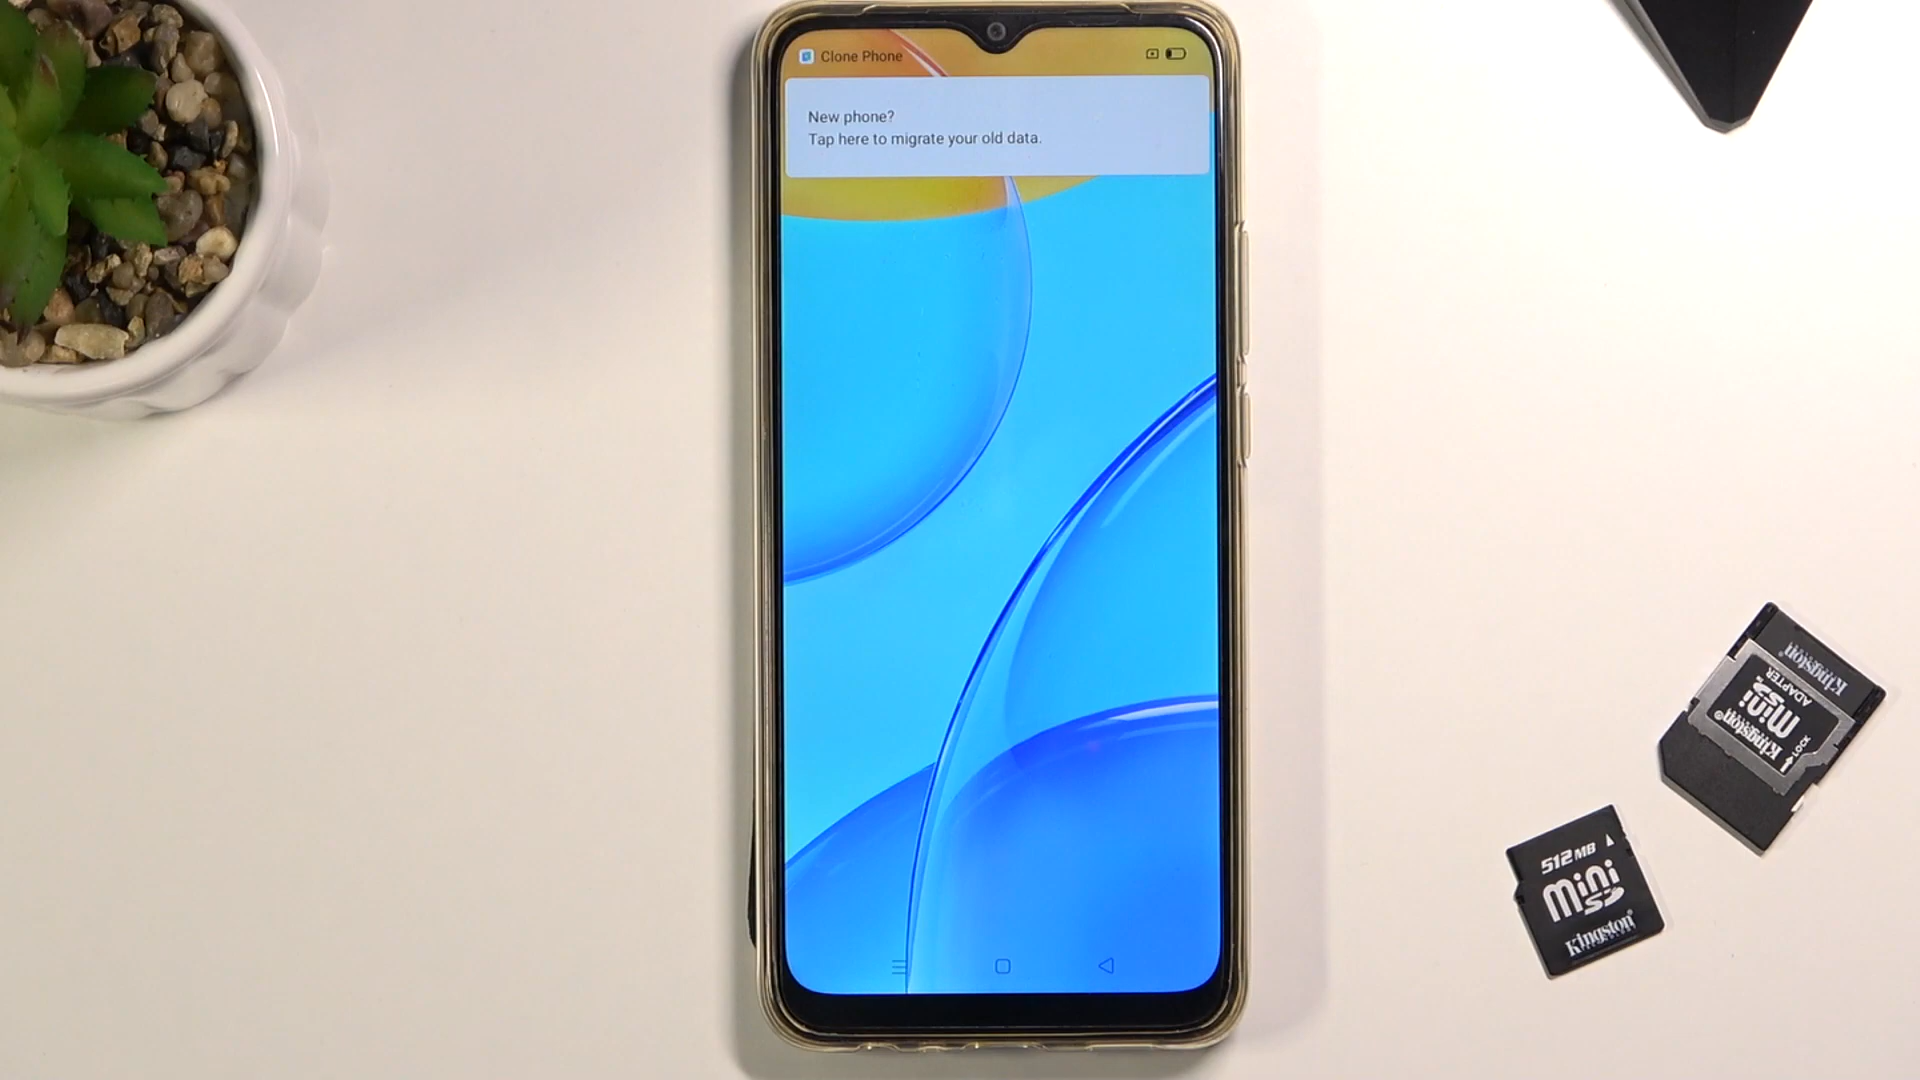 Clone Phone
New phone?
Tap here to migrate your old data.
Kingston
Kingston
mini
SD
ADAPTER
LOCK
512MB
mini
SD
Kingston